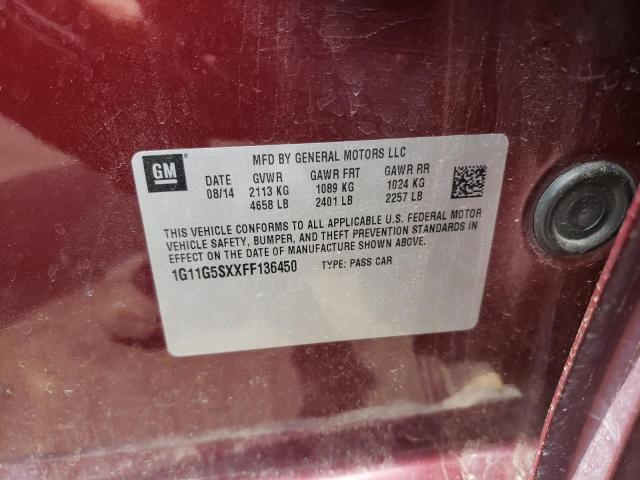 MFD BY GENERAL MOTORS LLC
GM ®
DATE GVWR GAWR FRT GAWR RR
08/14 2113 KG 1089 KG 1024 KG
4658 LB 2401 LB 2257 LB
THIS VEHICLE CONFORMS TO ALL APPLICABLE U.S. FEDERAL MOTOR
VEHICLE SAFETY, BUMPER, AND THEFT PREVENTION STANDARDS IN
EFFECT ON THE DATE OF MANUFACTURE SHOWN ABOVE.
1G11G5SXXFF136450 TYPE: PASS CAR